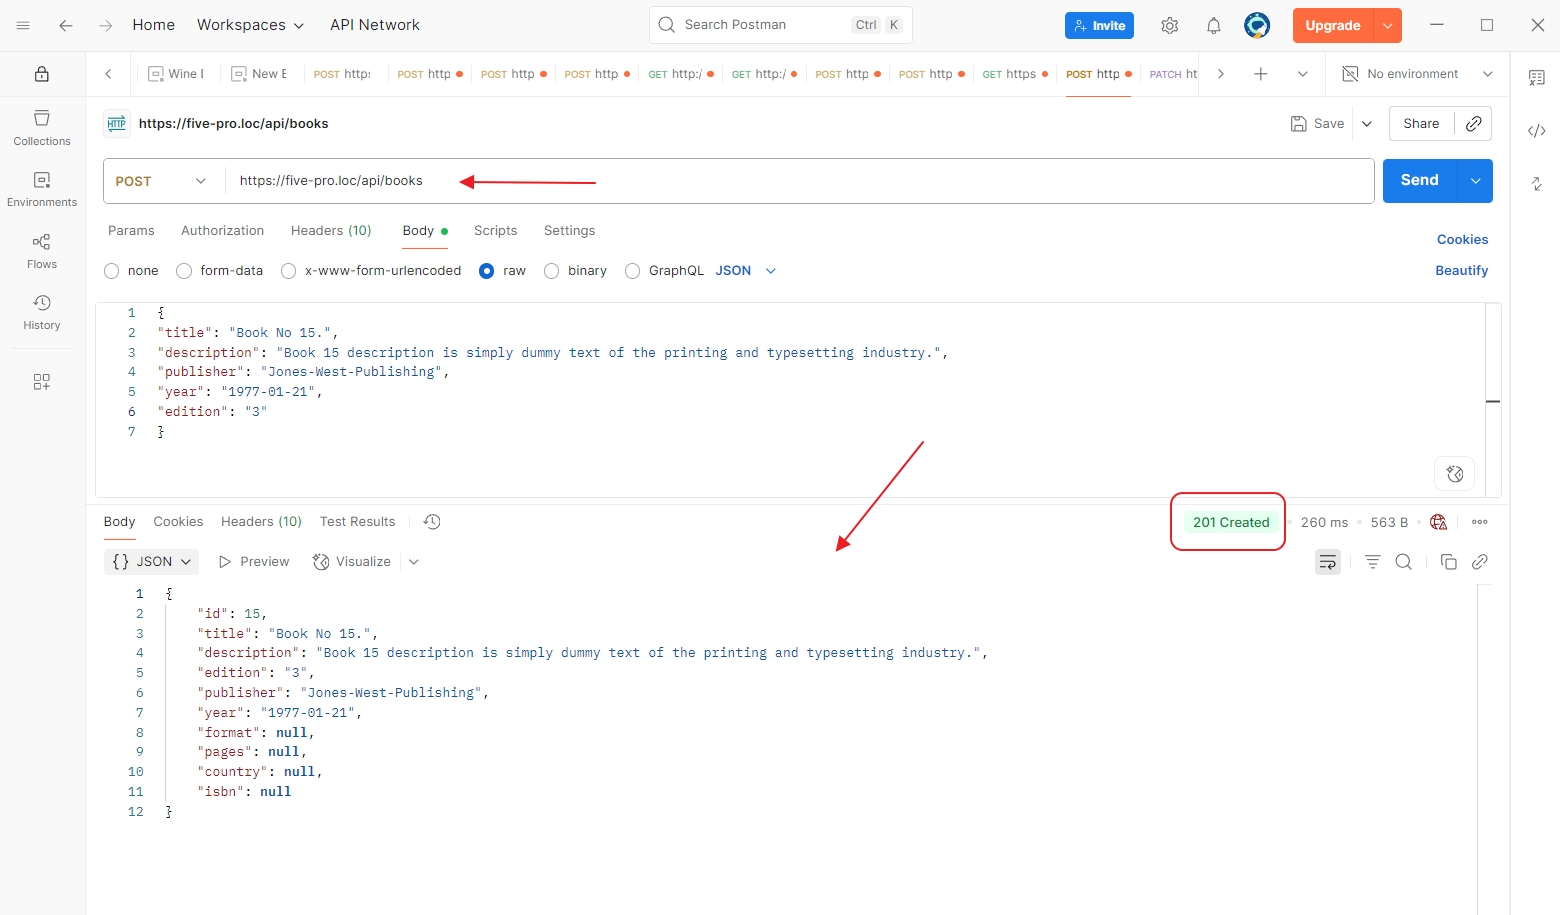 Home Workspaces API Network Search Postman Ctrl K Invite Upgrade
Wine New POST https: POST http POST http POST http GET http:/ GET http:/ POST http POST http GET https POST http PATCH ht No environment
Collections
Environments
Flows
History
HTTP https://five-pro.loc/api/books Save Share
POST https://five-pro.loc/api/books Send
Params Authorization Headers (10) Body Scripts Settings Cookies
none form-data x-www-form-urlencoded raw binary GraphQL JSON Beautify
1 {
2 "title": "Book No 15.",
3 "description": "Book 15 description is simply dummy text of the printing and typesetting industry.",
4 "publisher": "Jones-West-Publishing",
5 "year": "1977-01-21",
6 "edition": "3"
7 }
Body Cookies Headers (10) Test Results 201 Created 260 ms 563 B
{} JSON Preview Visualize
1 {
2 "id": 15,
3 "title": "Book No 15.",
4 "description": "Book 15 description is simply dummy text of the printing and typesetting industry.",
5 "edition": "3",
6 "publisher": "Jones-West-Publishing",
7 "year": "1977-01-21",
8 "format": null,
9 "pages": null,
10 "country": null,
11 "isbn": null
12 }